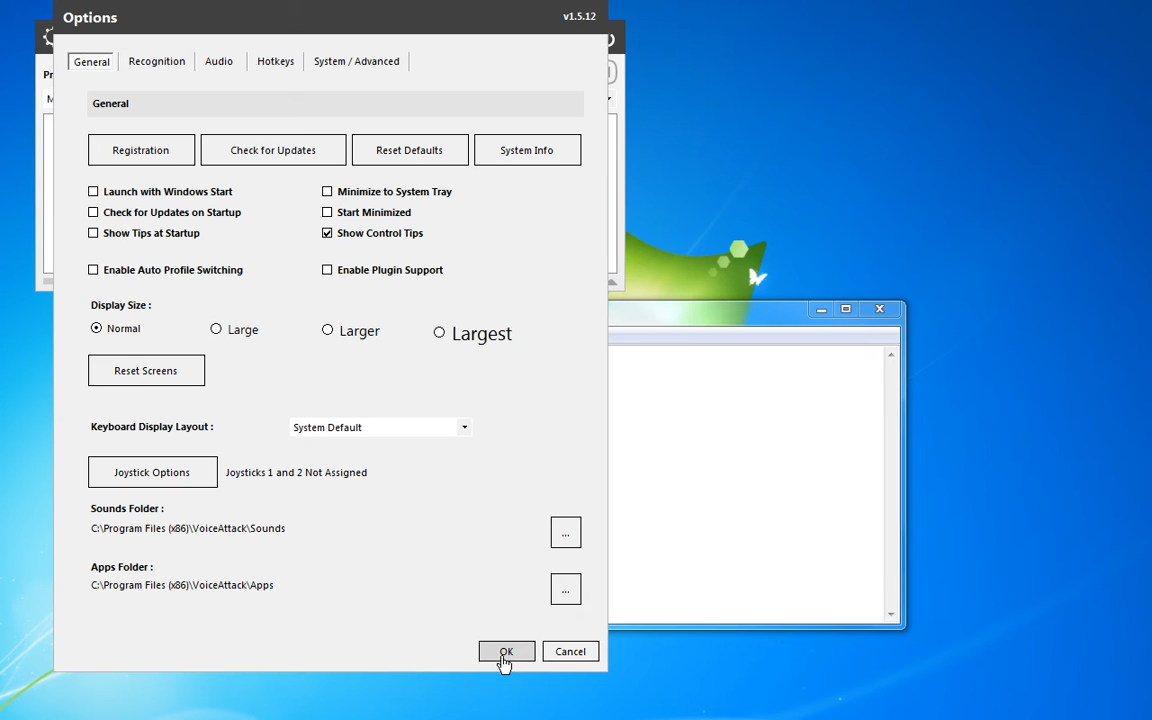 Options v1.5.12
General Recognition Audio Hotkeys System / Advanced
General
Registration Check for Updates Reset Defaults System Info
Launch with Windows Start Minimize to System Tray
Check for Updates on Startup Start Minimized
Show Tips at Startup Show Control Tips
Enable Auto Profile Switching Enable Plugin Support
Display Size :
Normal Large Larger Largest
Reset Screens
Keyboard Display Layout : System Default
Joystick Options Joysticks 1 and 2 Not Assigned
Sounds Folder :
C:\Program Files (x86)\VoiceAttack\Sounds
...
Apps Folder :
C:\Program Files (x86)\VoiceAttack\Apps
...
OK Cancel